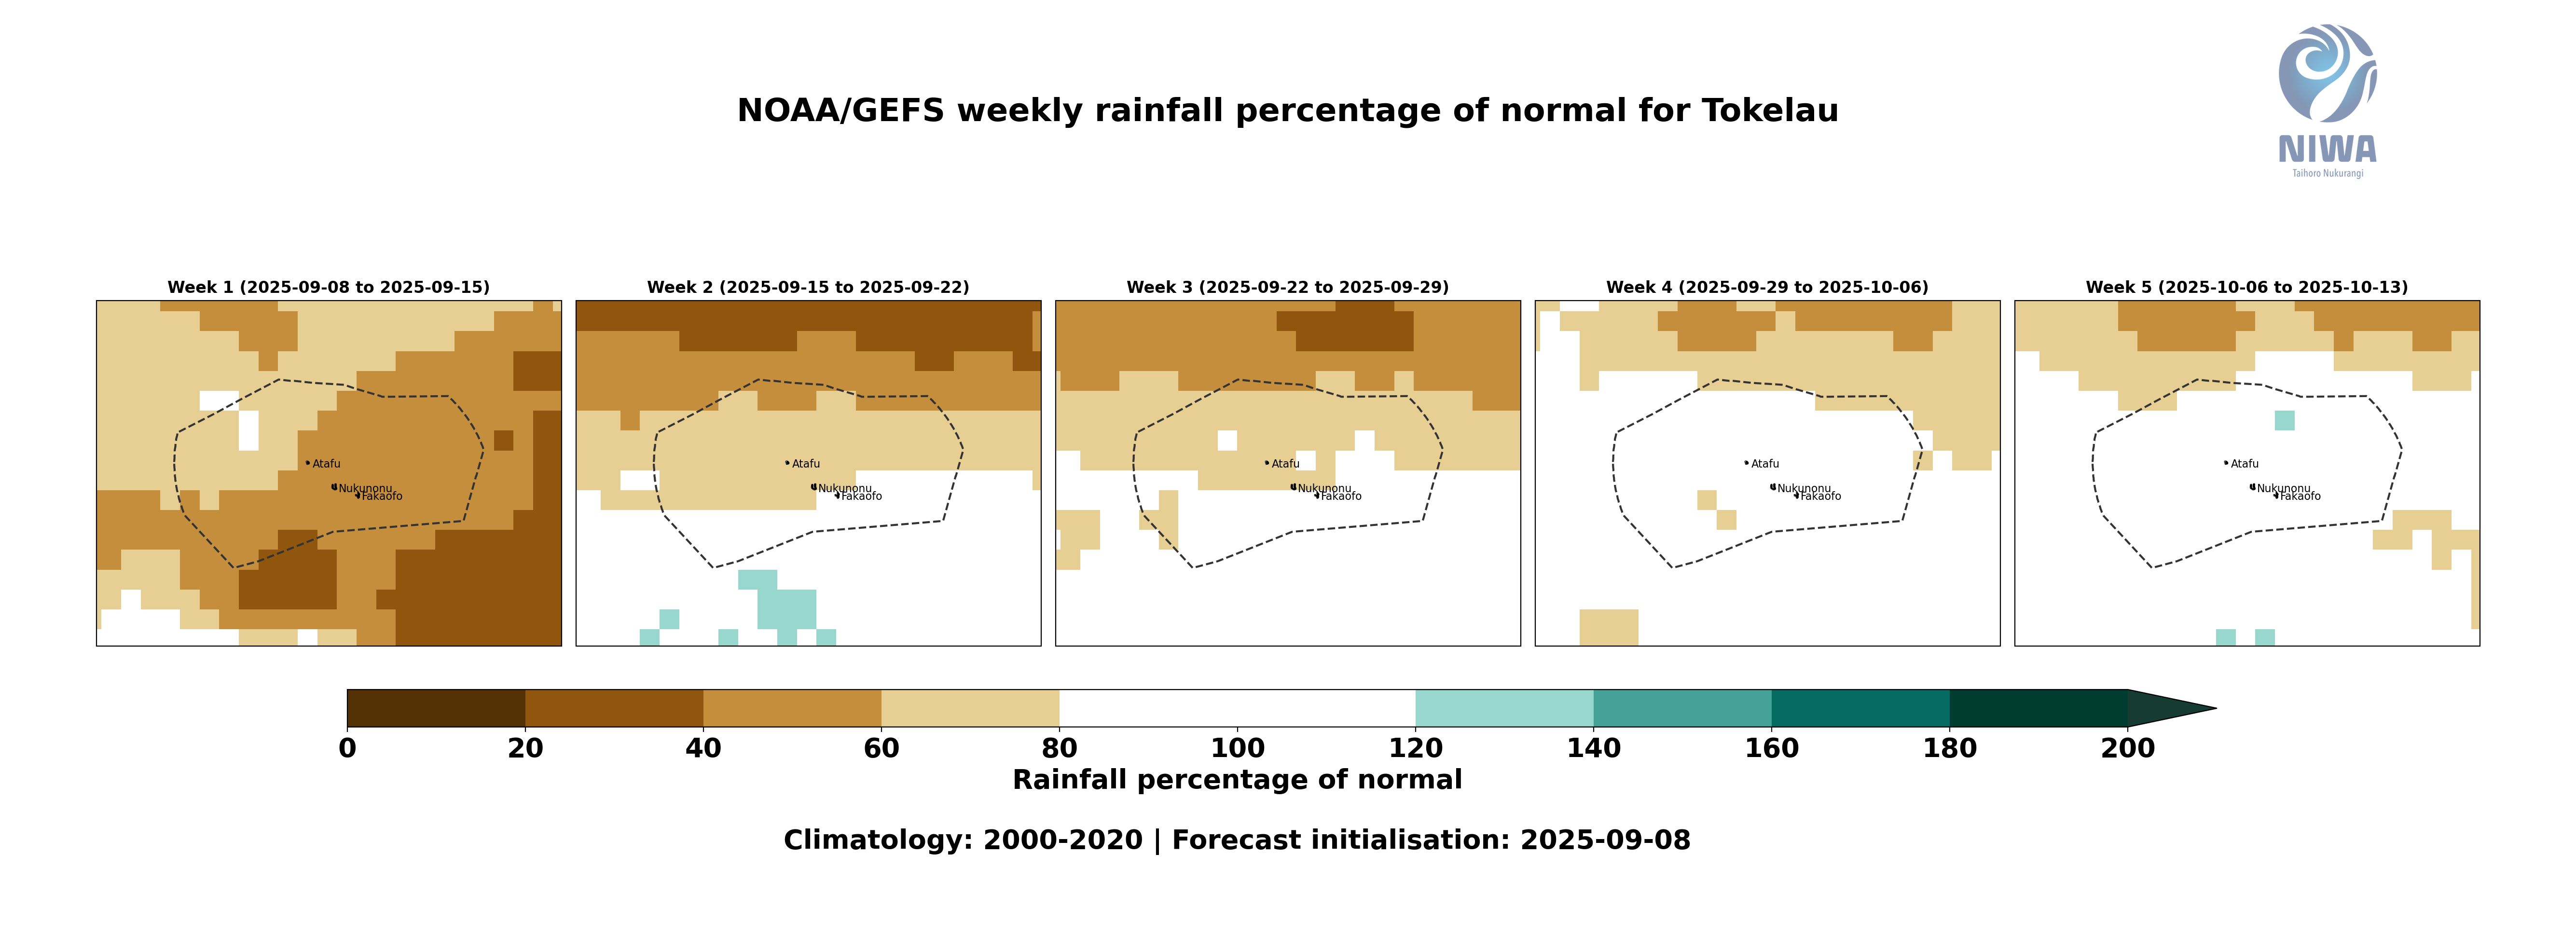 NOAA/GEFS weekly rainfall percentage of normal for Tokelau
NIWA
Taihoro Nukurangi
Week 1 (2025-09-08 to 2025-09-15)
Week 2 (2025-09-15 to 2025-09-22)
Week 3 (2025-09-22 to 2025-09-29)
Week 4 (2025-09-29 to 2025-10-06)
Week 5 (2025-10-06 to 2025-10-13)
Atafu
Nukunonu
Fakaofo
Atafu
Nukunonu
Fakaofo
Atafu
Nukunonu
Fakaofo
Atafu
Nukunonu
Fakaofo
Atafu
Nukunonu
Fakaofo
0 20 40 60 80 100 120 140 160 180 200
Rainfall percentage of normal
Climatology: 2000-2020 | Forecast initialisation: 2025-09-08